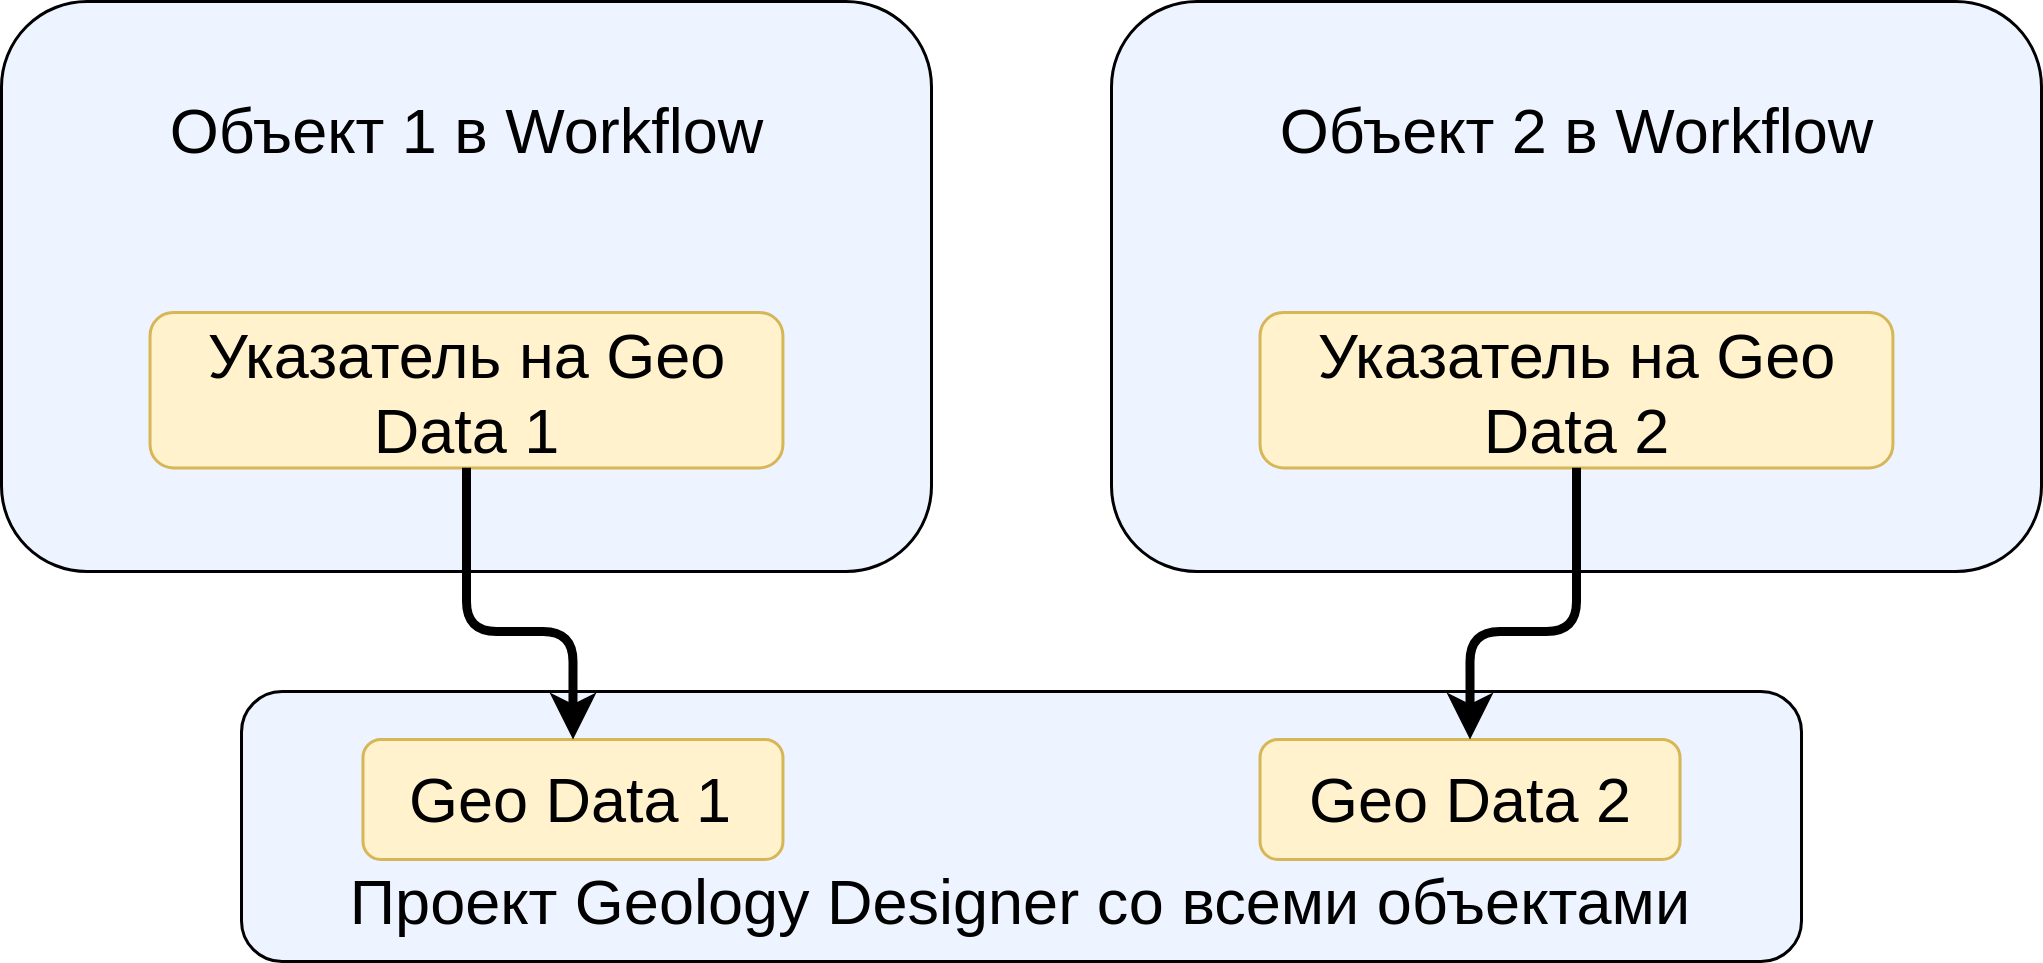 Объект 1 в Workflow
Объект 2 в Workflow
Указатель на Geo
Data 1
Указатель на Geo
Data 2
Geo Data 1
Geo Data 2
Проект Geology Designer со всеми объектами